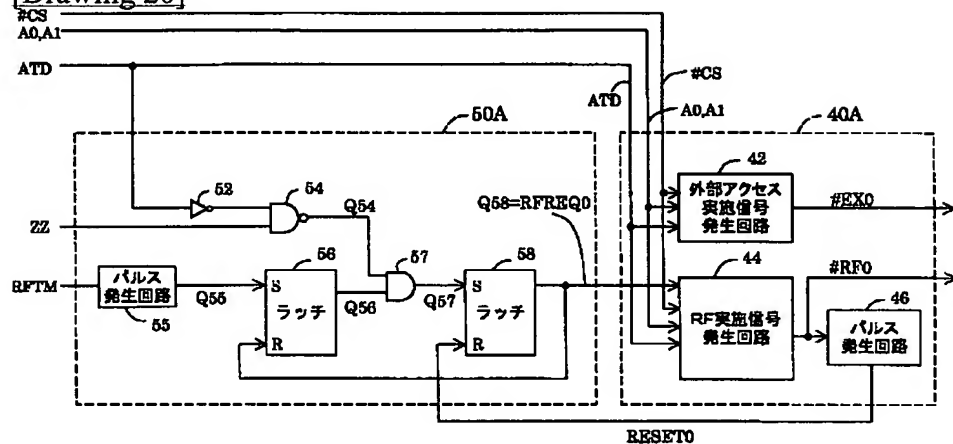 [Drawing 20]
#CS
A0,A1
ATD
#CS
ATD
A0,A1
50A
40A
52
54
42
外部アクセス
実施信号
発生回路
#EX0
Q54
ZZ
Q58=RFREQ0
56
57
58
44
#RF0
RFTM
パルス
発生回路
55
Q55
S
ラッチ
R
Q56
Q57
S
ラッチ
R
RF実施信号
発生回路
46
パルス
発生回路
RESET0